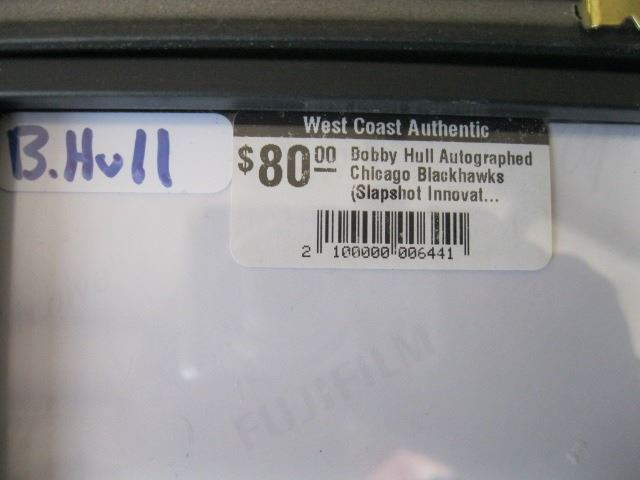 B.Hull
West Coast Authentic
$80.00
Bobby Hull Autographed
Chicago Blackhawks
(Slapshot Innovat...
2 100000 006441
FUJIFILM